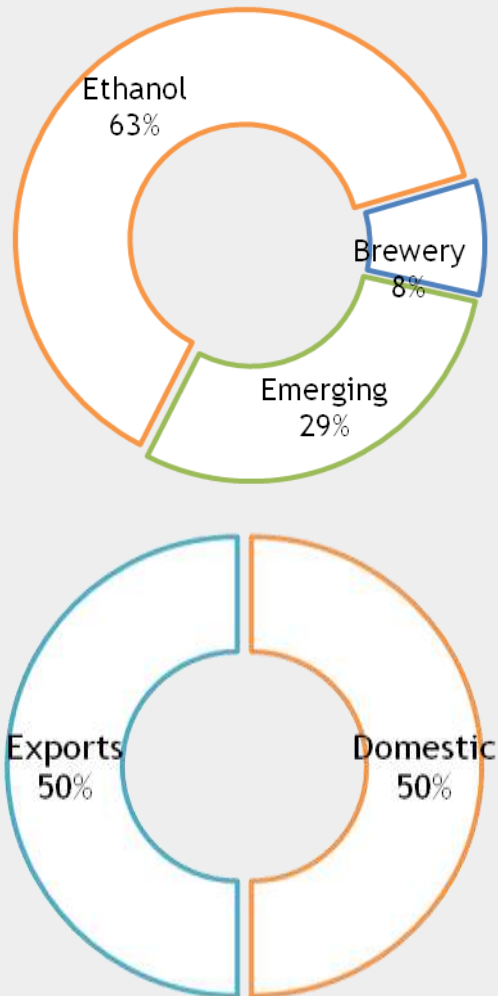 Ethanol
63%
Brewery
8%
Emerging
29%
Exports
50%
Domestic
50%